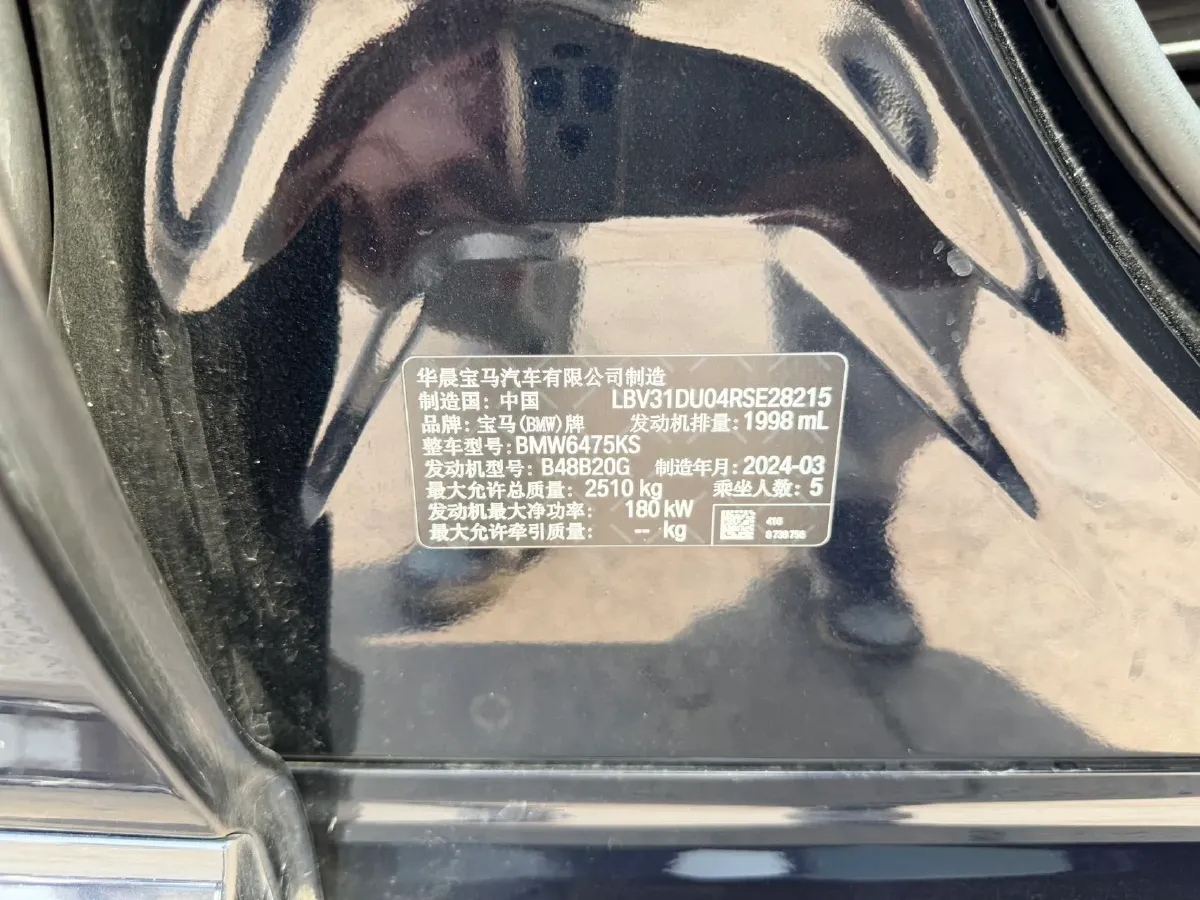 华晨宝马汽车有限公司制造
制造国：中国 LBV31DU04RSE28215
品牌：宝马(BMW)牌 发动机排量：1998 mL
整车型号：BMW6475KS
发动机型号：B48B20G 制造年月：2024-03
最大允许总质量：2510 kg 乘坐人数：5
发动机最大净功率：180 kW
最大允许牵引质量：-- kg